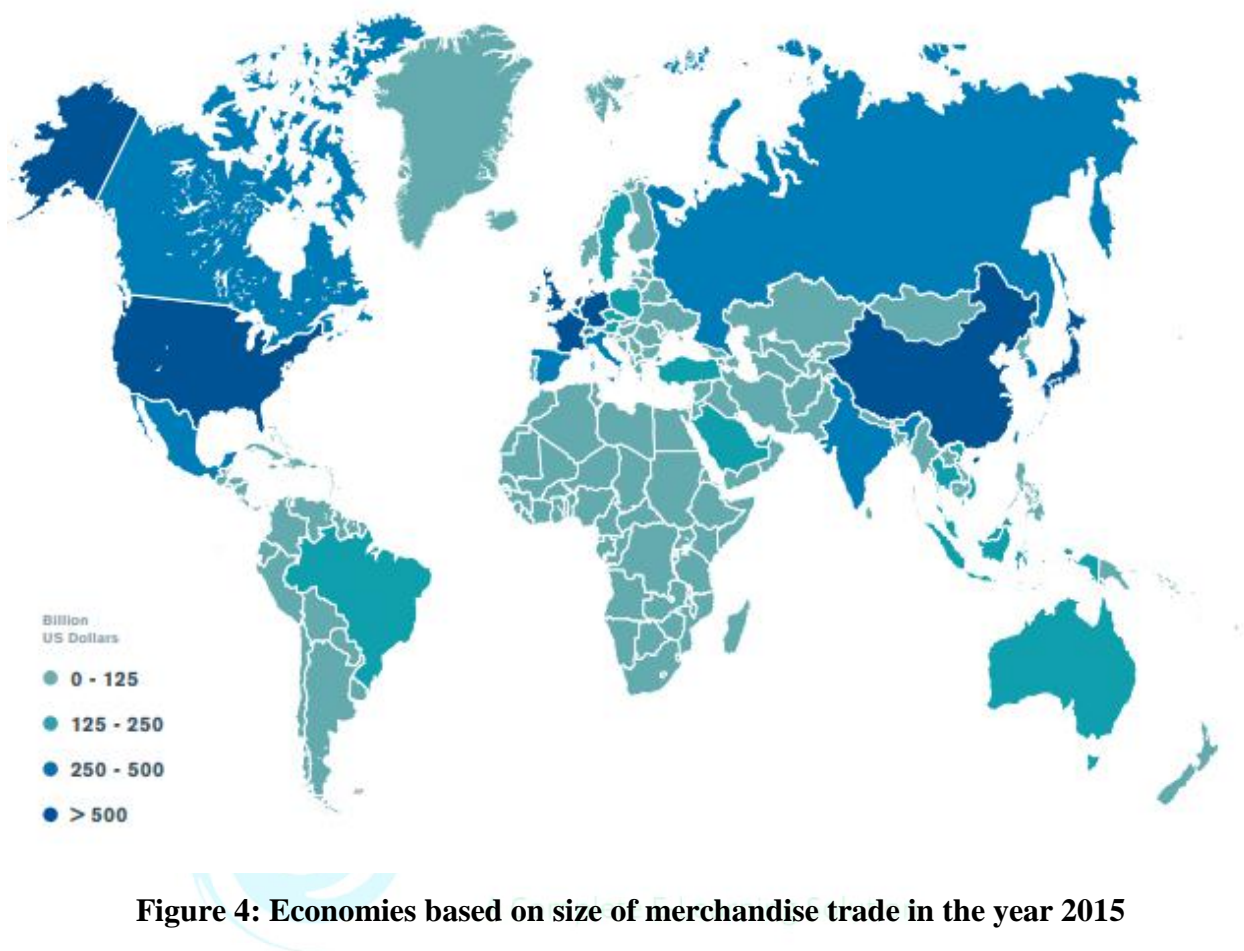 Billion
US Dollars
0 - 125
125 - 250
250 - 500
> 500
Figure 4: Economies based on size of merchandise trade in the year 2015